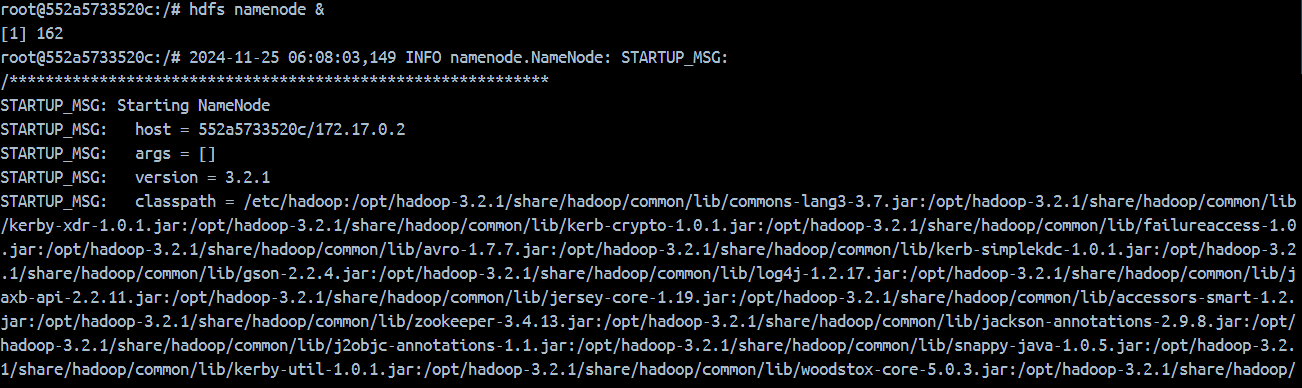 root@552a5733520c:/# hdfs namenode &
[1] 162
root@552a5733520c:/# 2024-11-25 06:08:03,149 INFO namenode.NameNode: STARTUP_MSG:
/************************************************************
STARTUP_MSG: Starting NameNode
STARTUP_MSG:   host = 552a5733520c/172.17.0.2
STARTUP_MSG:   args = []
STARTUP_MSG:   version = 3.2.1
STARTUP_MSG:   classpath = /etc/hadoop:/opt/hadoop-3.2.1/share/hadoop/common/lib/commons-lang3-3.7.jar:/opt/hadoop-3.2.1/share/hadoop/common/lib
/kerby-xdr-1.0.1.jar:/opt/hadoop-3.2.1/share/hadoop/common/lib/kerb-crypto-1.0.1.jar:/opt/hadoop-3.2.1/share/hadoop/common/lib/failureaccess-1.0
.jar:/opt/hadoop-3.2.1/share/hadoop/common/lib/avro-1.7.7.jar:/opt/hadoop-3.2.1/share/hadoop/common/lib/kerb-simplekdc-1.0.1.jar:/opt/hadoop-3.2
.1/share/hadoop/common/lib/gson-2.2.4.jar:/opt/hadoop-3.2.1/share/hadoop/common/lib/log4j-1.2.17.jar:/opt/hadoop-3.2.1/share/hadoop/common/lib/j
axb-api-2.2.11.jar:/opt/hadoop-3.2.1/share/hadoop/common/lib/jersey-core-1.19.jar:/opt/hadoop-3.2.1/share/hadoop/common/lib/accessors-smart-1.2.
jar:/opt/hadoop-3.2.1/share/hadoop/common/lib/zookeeper-3.4.13.jar:/opt/hadoop-3.2.1/share/hadoop/common/lib/jackson-annotations-2.9.8.jar:/opt/
hadoop-3.2.1/share/hadoop/common/lib/j2objc-annotations-1.1.jar:/opt/hadoop-3.2.1/share/hadoop/common/lib/snappy-java-1.0.5.jar:/opt/hadoop-3.2.
1/share/hadoop/common/lib/kerby-util-1.0.1.jar:/opt/hadoop-3.2.1/share/hadoop/common/lib/woodstox-core-5.0.3.jar:/opt/hadoop-3.2.1/share/hadoop/